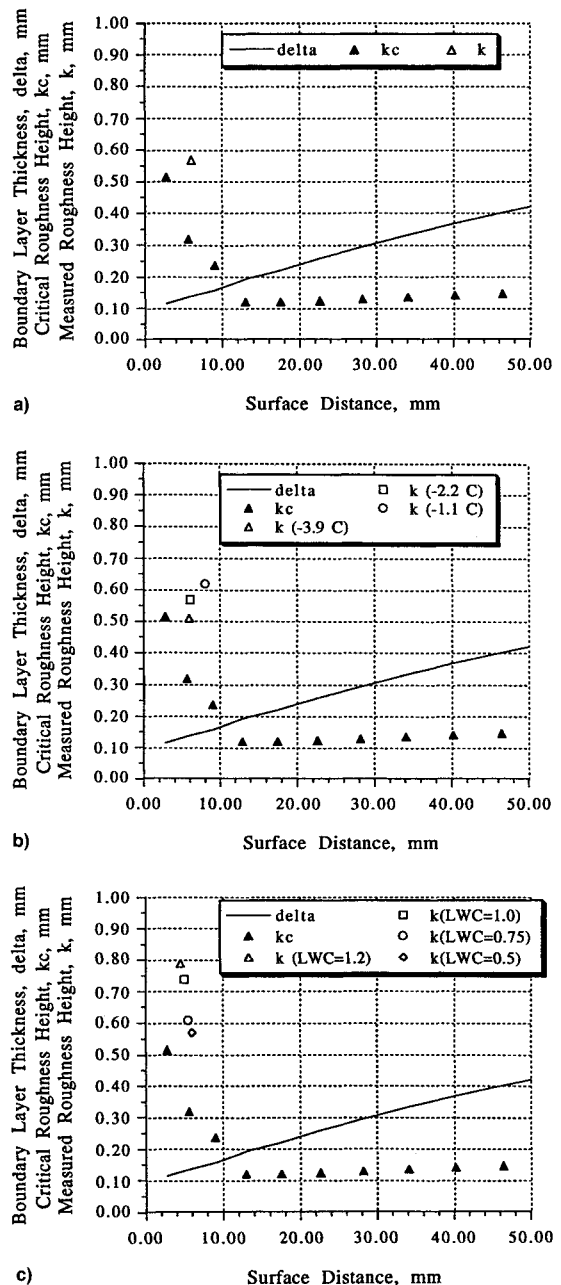 Boundary Layer Thickness, delta, mm
Critical Roughness Height, kc, mm
Measured Roughness Height, k, mm
1.00
0.90
0.80
0.70
0.60
0.50
0.40
0.30
0.20
0.10
0.00
delta kc k
0.00 10.00 20.00 30.00 40.00 50.00
a)
Surface Distance, mm
Boundary Layer Thickness, delta, mm
Critical Roughness Height, kc, mm
Measured Roughness Height, k, mm
1.00
0.90
0.80
0.70
0.60
0.50
0.40
0.30
0.20
0.10
0.00
delta k (-2.2 C)
kc k (-1.1 C)
k (-3.9 C)
0.00 10.00 20.00 30.00 40.00 50.00
b)
Surface Distance, mm
Boundary Layer Thickness, delta, mm
Critical Roughness Height, kc, mm
Measured Roughness Height, k, mm
1.00
0.90
0.80
0.70
0.60
0.50
0.40
0.30
0.20
0.10
0.00
delta k(LWC=1.0)
kc k(LWC=0.75)
k (LWC=1.2) k(LWC=0.5)
0.00 10.00 20.00 30.00 40.00 50.00
c)
Surface Distance, mm